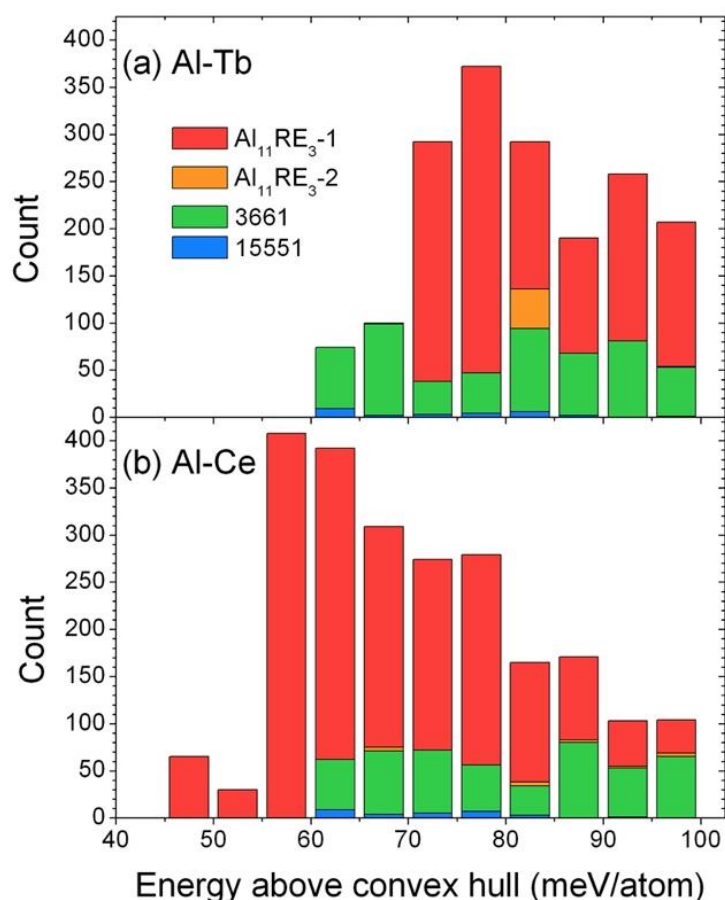 (a) Al-Tb
Al₁₁RE₃-1
Al₁₁RE₃-2
3661
15551
Count
400
350
300
250
200
150
100
50
0
(b) Al-Ce
Count
400
350
300
250
200
150
100
50
0
40 50 60 70 80 90 100
Energy above convex hull (meV/atom)